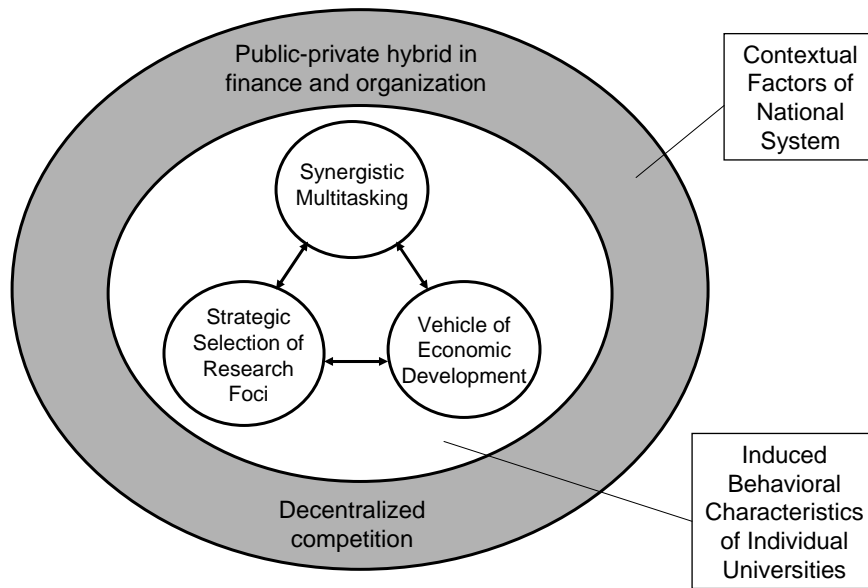 Public-private hybrid in
finance and organization
Contextual
Factors of
National
System
Synergistic
Multitasking
Strategic
Selection of
Research
Foci
Vehicle of
Economic
Development
Decentralized
competition
Induced
Behavioral
Characteristics
of Individual
Universities